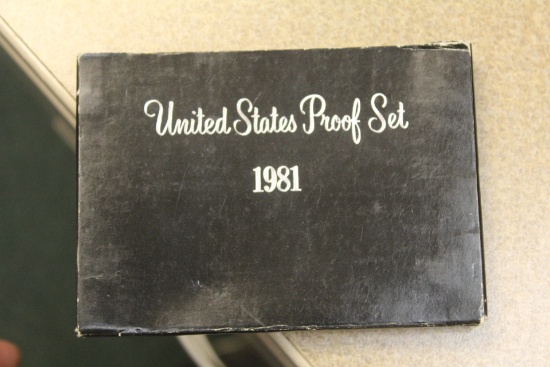 United States Proof Set
1981